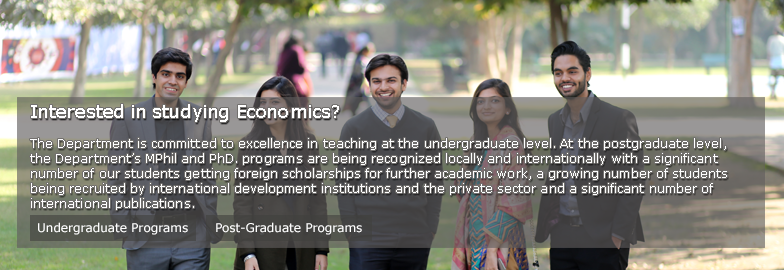 Interested in studying Economics?
The Department is committed to excellence in teaching at the undergraduate level. At the postgraduate level,
the Department's MPhil and PhD. programs are being recognized locally and internationally with a significant
number of our students getting foreign scholarships for further academic work, a growing number of students
being recruited by international development institutions and the private sector and a significant number of
international publications.
Undergraduate Programs Post-Graduate Programs